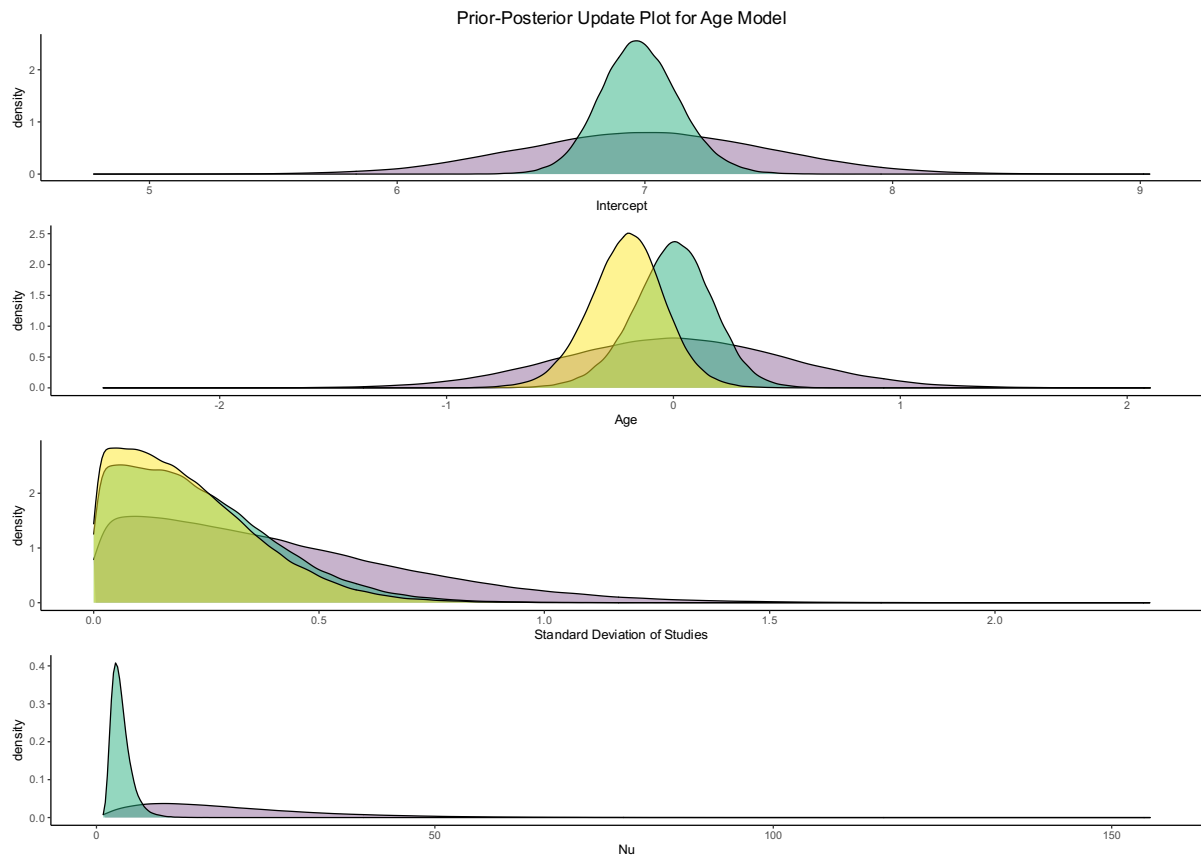 Prior-Posterior Update Plot for Age Model
density
2
1
0
5 6 7 8 9
Intercept
density
2.5
2.0
1.5
1.0
0.5
0.0
-2 -1 0 1 2
Age
density
2
1
0
0.0 0.5 1.0 1.5 2.0
Standard Deviation of Studies
density
0.4
0.3
0.2
0.1
0.0
0 50 100 150
Nu